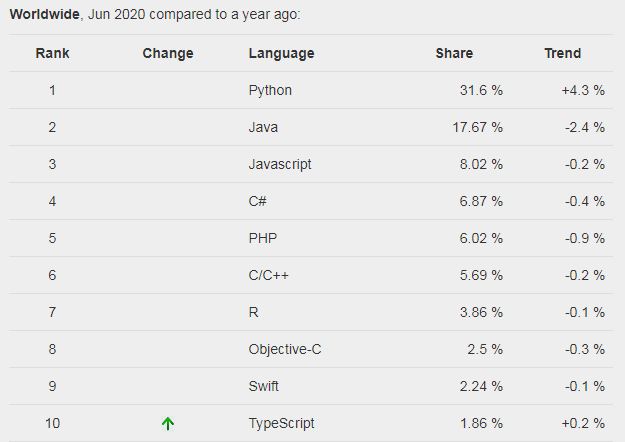 Worldwide, Jun 2020 compared to a year ago:
Rank Change Language Share Trend
1 Python 31.6 % +4.3 %
2 Java 17.67 % -2.4 %
3 Javascript 8.02 % -0.2 %
4 C# 6.87 % -0.4 %
5 PHP 6.02 % -0.9 %
6 C/C++ 5.69 % -0.2 %
7 R 3.86 % -0.1 %
8 Objective-C 2.5 % -0.3 %
9 Swift 2.24 % -0.1 %
10 TypeScript 1.86 % +0.2 %